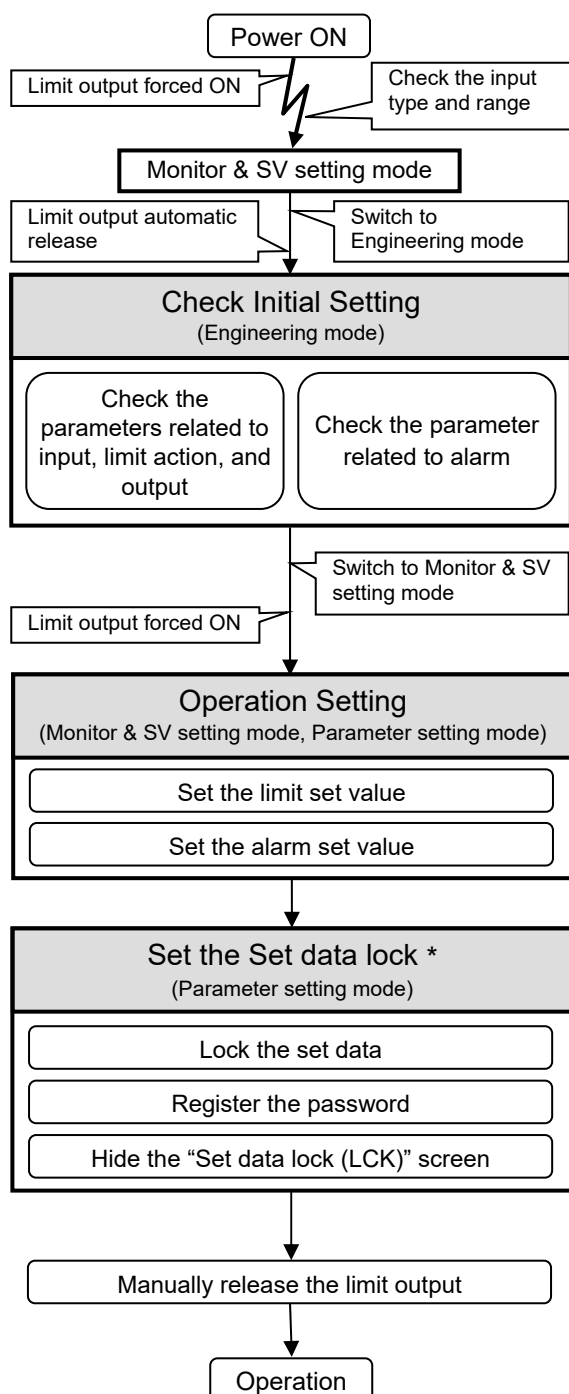 Power ON
Limit output forced ON
Check the input
type and range
Monitor & SV setting mode
Limit output automatic
release
Switch to
Engineering mode
Check Initial Setting
(Engineering mode)
Check the
parameters related to
input, limit action, and
output
Check the parameter
related to alarm
Switch to Monitor & SV
setting mode
Limit output forced ON
Operation Setting
(Monitor & SV setting mode, Parameter setting mode)
Set the limit set value
Set the alarm set value
Set the Set data lock *
(Parameter setting mode)
Lock the set data
Register the password
Hide the “Set data lock (LCK)” screen
Manually release the limit output
Operation